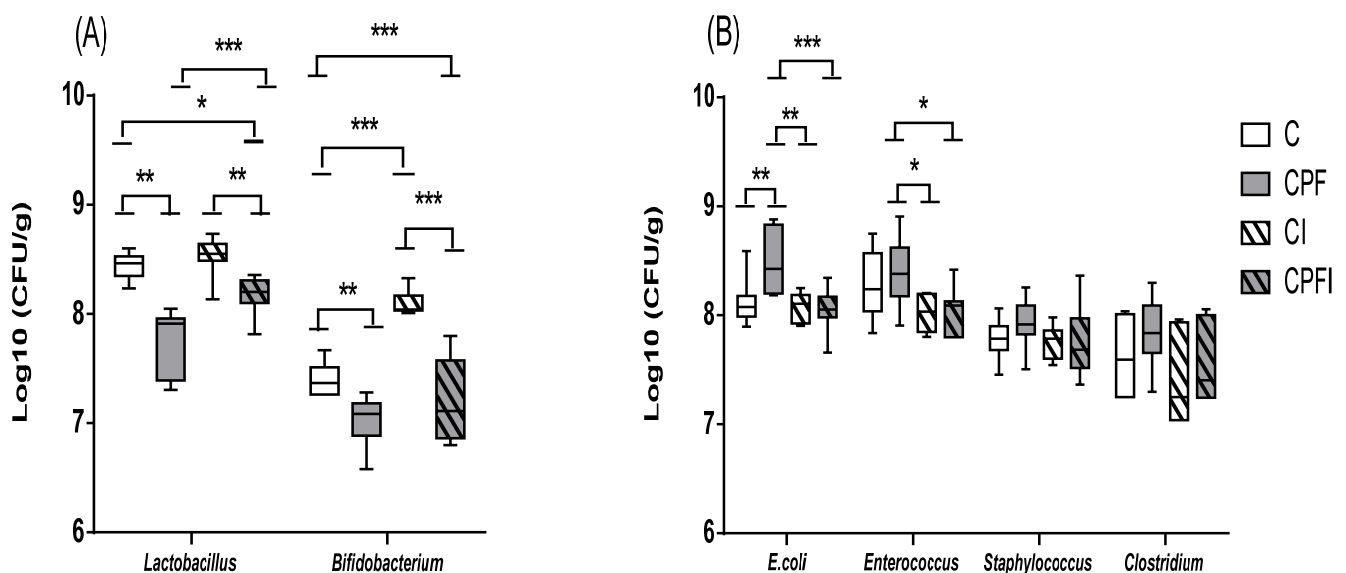 (A)
***
***
*
***
**
**
***
**
10
9
8
7
6
Log10 (CFU/g)
Lactobacillus
Bifidobacterium
(B)
***
**
*
**
*
10
9
8
7
6
Log10 (CFU/g)
E.coli
Enterococcus
Staphylococcus
Clostridium
C
CPF
CI
CPFI